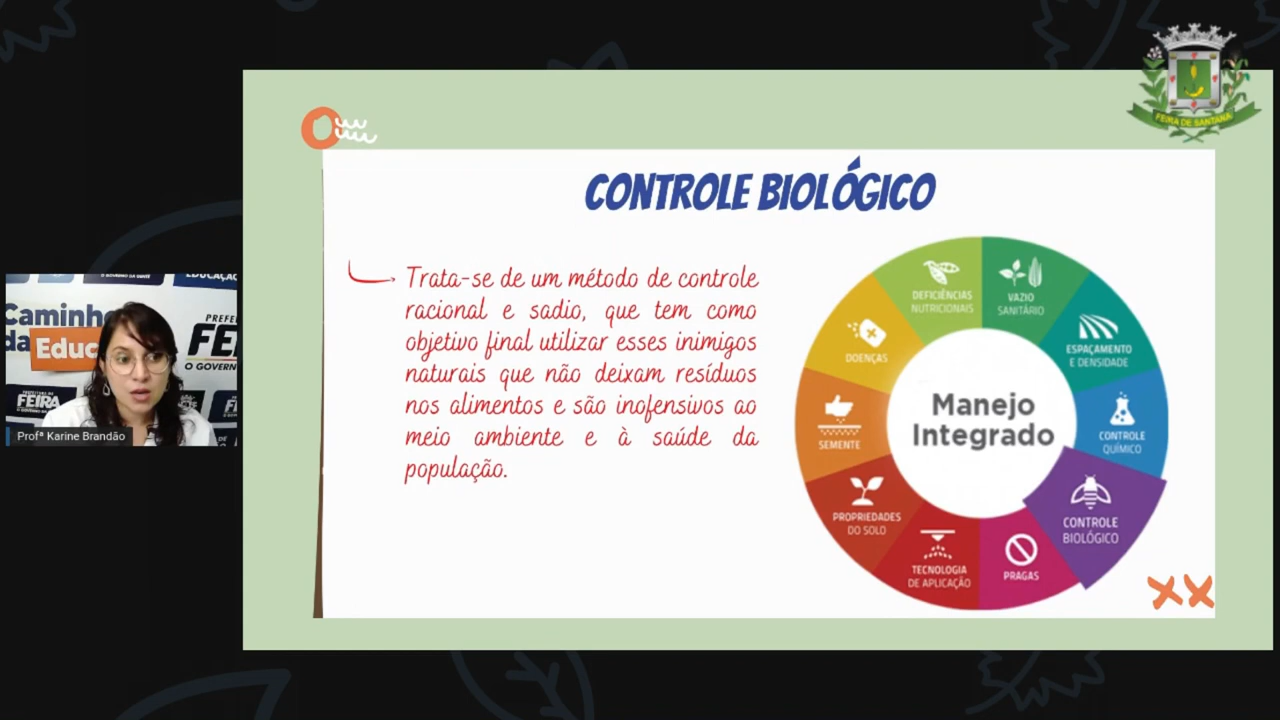 FEIRA DE SANTANA
CONTROLE BIOLÓGICO
Trata-se de um método de controle
racional e sadio, que tem como
objetivo final utilizar esses inimigos
naturais que não deixam resíduos
nos alimentos e são inofensivos ao
meio ambiente e à saúde da
população.
DEFICIÊNCIAS
NUTRICIONAIS
VAZIO
SANITÁRIO
ESPAÇAMENTO
E DENSIDADE
CONTROLE
QUÍMICO
CONTROLE
BIOLÓGICO
PRAGAS
TECNOLOGIA
DE APLICAÇÃO
PROPRIEDADES
DO SOLO
SEMENTE
DOENÇAS
Manejo
Integrado
Caminho
da Educ
PREFE
FEI
O GOVERN
FEIRA
Profª Karine Brandão